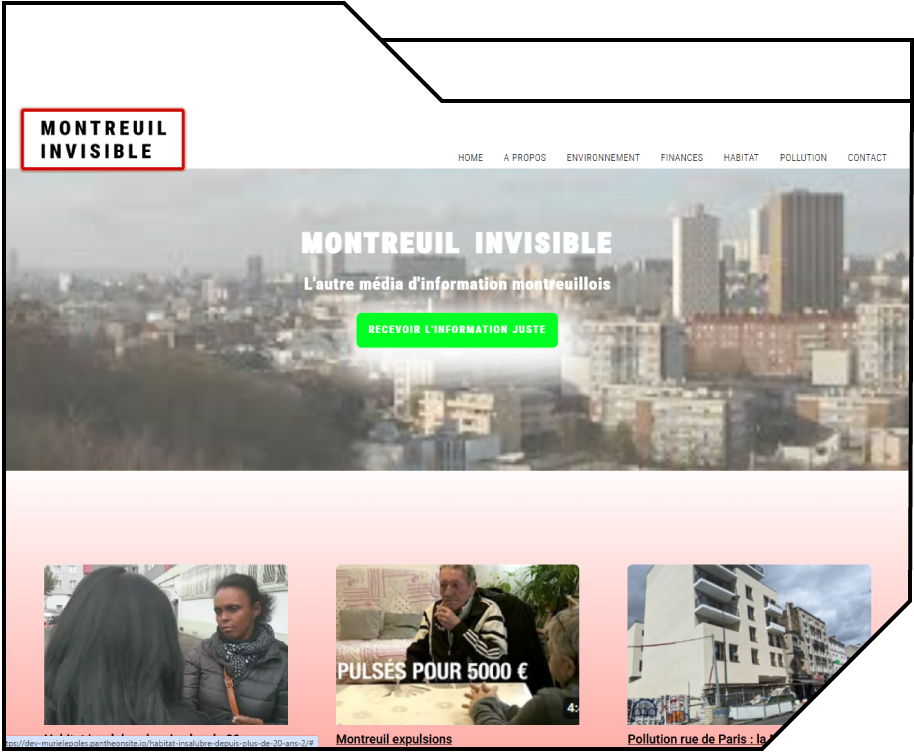 MONTREUIL
INVISIBLE
HOME A PROPOS ENVIRONNEMENT FINANCES HABITAT POLLUTION CONTACT
MONTREUIL INVISIBLE
L'autre média d'information montreuillois
RECEVOIR L'INFORMATION JUSTE
PULSÉS POUR 5000 €
4:
Montreuil expulsions
Pollution rue de Paris : la
tps://dev-murielepoles.pantheonsite.io/habitat-insalubre-depuis-plus-de-20-ans-2/#